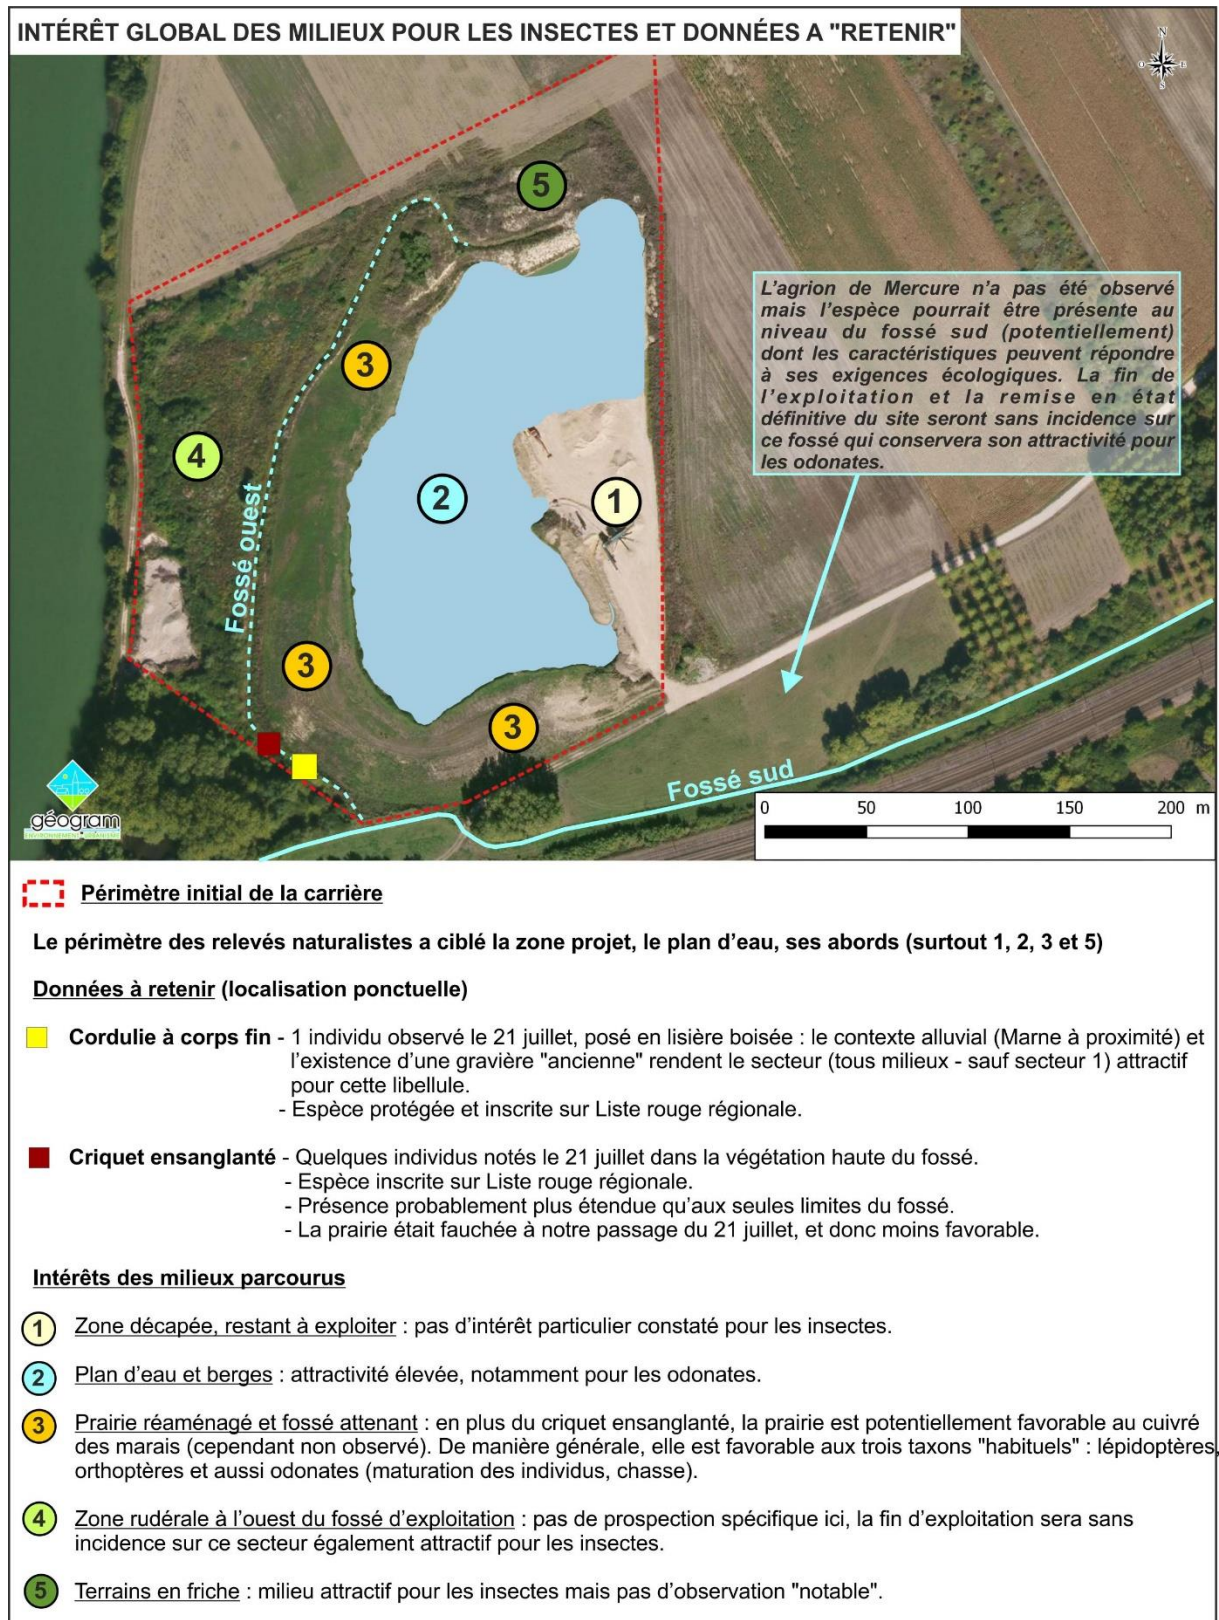 INTÉRÊT GLOBAL DES MILIEUX POUR LES INSECTES ET DONNÉES A "RETENIR"
N
O
E
S
5
L'agrion de Mercure n'a pas été observé
mais l'espèce pourrait être présente au
niveau du fossé sud (potentiellement)
dont les caractéristiques peuvent répondre
à ses exigences écologiques. La fin de
l'exploitation et la remise en état
définitive du site seront sans incidence sur
ce fossé qui conservera son attractivité pour
les odonates.
3
4
2
1
Fossé ouest
3
3
Fossé sud
géogram
ENVIRONNEMENT URBANISME
0 50 100 150 200 m
Périmètre initial de la carrière
Le périmètre des relevés naturalistes a ciblé la zone projet, le plan d'eau, ses abords (surtout 1, 2, 3 et 5)
Données à retenir (localisation ponctuelle)
Cordulie à corps fin - 1 individu observé le 21 juillet, posé en lisière boisée : le contexte alluvial (Marne à proximité) et
l'existence d'une gravière "ancienne" rendent le secteur (tous milieux - sauf secteur 1) attractif
pour cette libellule.
- Espèce protégée et inscrite sur Liste rouge régionale.
Criquet ensanglanté - Quelques individus notés le 21 juillet dans la végétation haute du fossé.
- Espèce inscrite sur Liste rouge régionale.
- Présence probablement plus étendue qu'aux seules limites du fossé.
- La prairie était fauchée à notre passage du 21 juillet, et donc moins favorable.
Intérêts des milieux parcourus
1 Zone décapée, restant à exploiter : pas d'intérêt particulier constaté pour les insectes.
2 Plan d'eau et berges : attractivité élevée, notamment pour les odonates.
3 Prairie réaménagé et fossé attenant : en plus du criquet ensanglanté, la prairie est potentiellement favorable au cuivré
des marais (cependant non observé). De manière générale, elle est favorable aux trois taxons "habituels" : lépidoptères,
orthoptères et aussi odonates (maturation des individus, chasse).
4 Zone rudérale à l'ouest du fossé d'exploitation : pas de prospection spécifique ici, la fin d'exploitation sera sans
incidence sur ce secteur également attractif pour les insectes.
5 Terrains en friche : milieu attractif pour les insectes mais pas d'observation "notable".